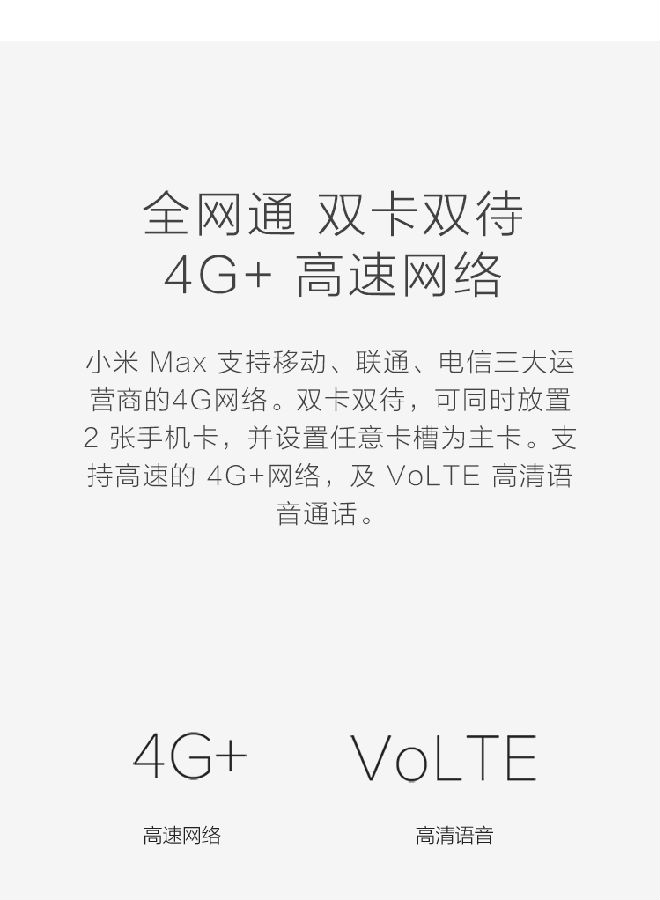 全网通 双卡双待
4G+ 高速网络
小米 Max 支持移动、联通、电信三大运
营商的4G网络。双卡双待，可同时放置
2 张手机卡，并设置任意卡槽为主卡。支
持高速的 4G+网络，及 VoLTE 高清语
音通话。
4G+ VoLTE
高速网络 高清语音